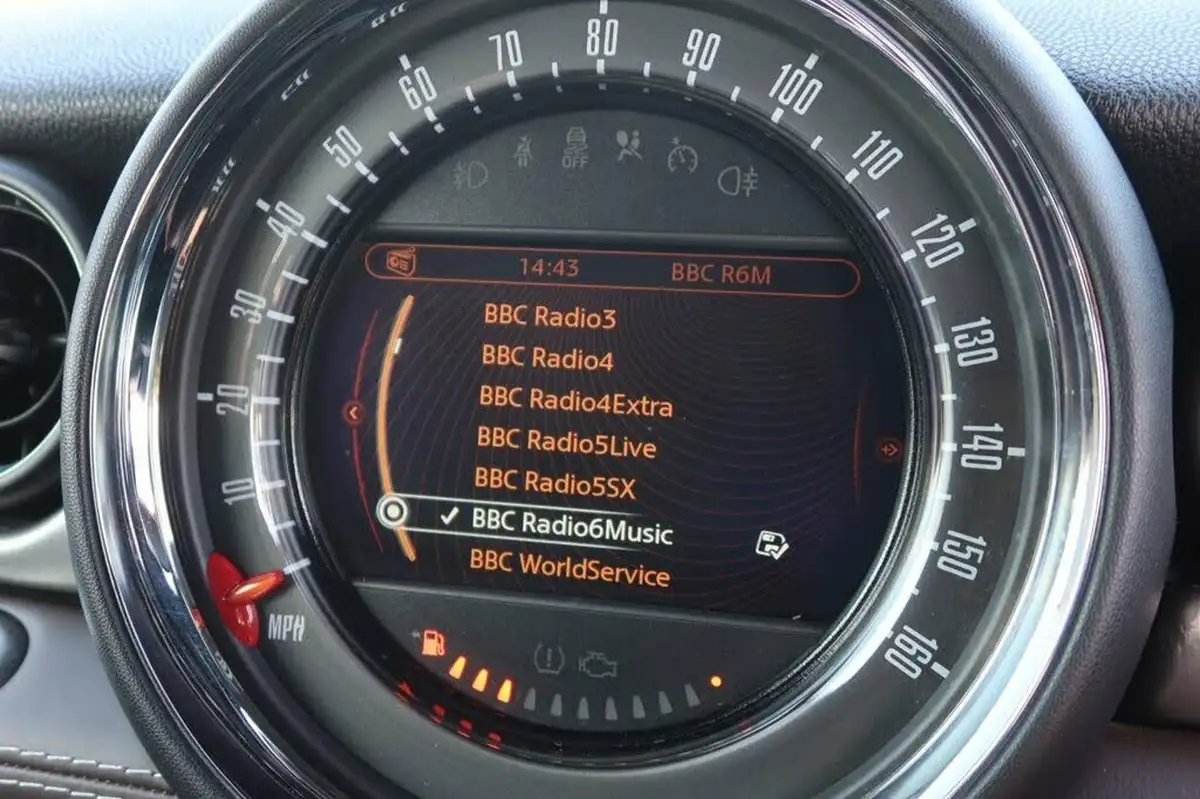 10
20
30
40
50
60
70
80
90
100
110
120
130
140
150
160
MPH
OFF
14:43 BBC R6M
BBC Radio3
BBC Radio4
BBC Radio4Extra
BBC Radio5Live
BBC Radio5SX
BBC Radio6Music
BBC WorldService